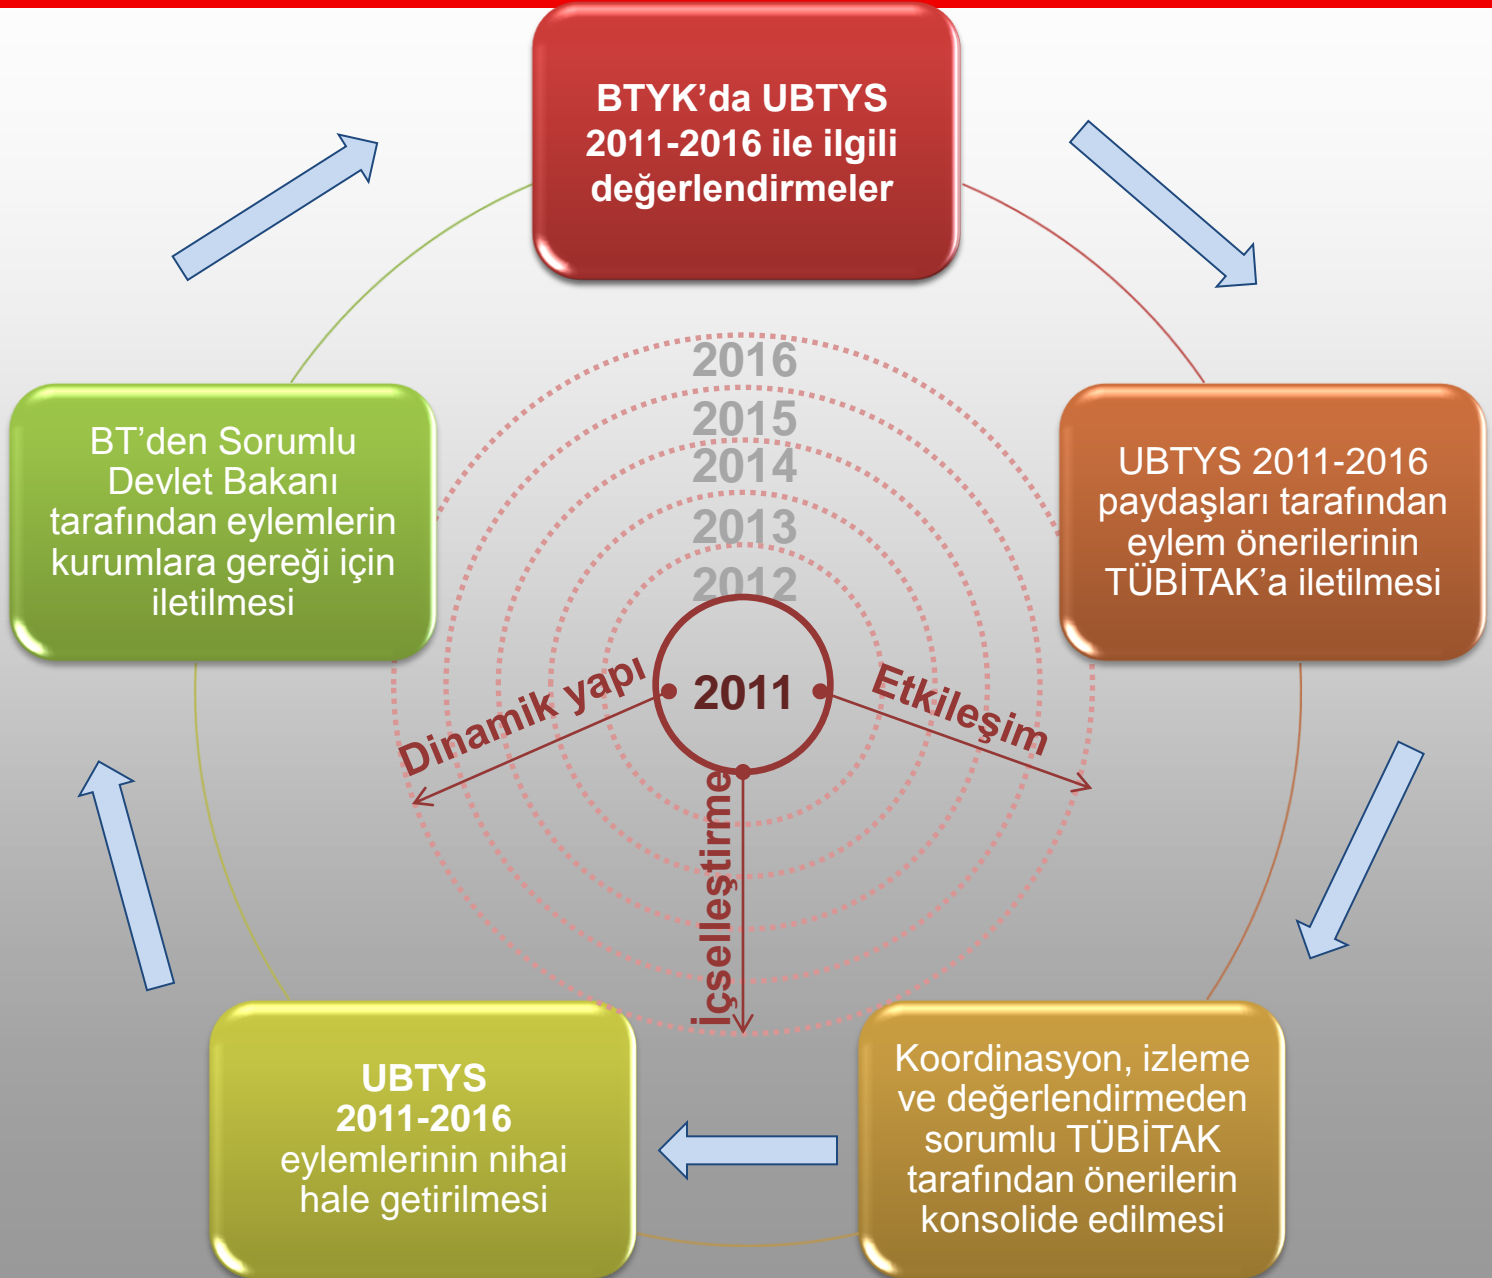 BTYK’da UBTYS
2011-2016 ile ilgili
değerlendirmeler
UBTYS 2011-2016
paydaşları tarafından
eylem önerilerinin
TÜBİTAK’a iletilmesi
Koordinasyon, izleme
ve değerlendirmeden
sorumlu TÜBİTAK
tarafından önerilerin
konsolide edilmesi
UBTYS
2011-2016
eylemlerinin nihai
hale getirilmesi
BT’den Sorumlu
Devlet Bakanı
tarafından eylemlerin
kurumlara gereği için
iletilmesi
2016
2015
2014
2013
2012
2011
Dinamik yapı
Etkileşim
İçselleştirme